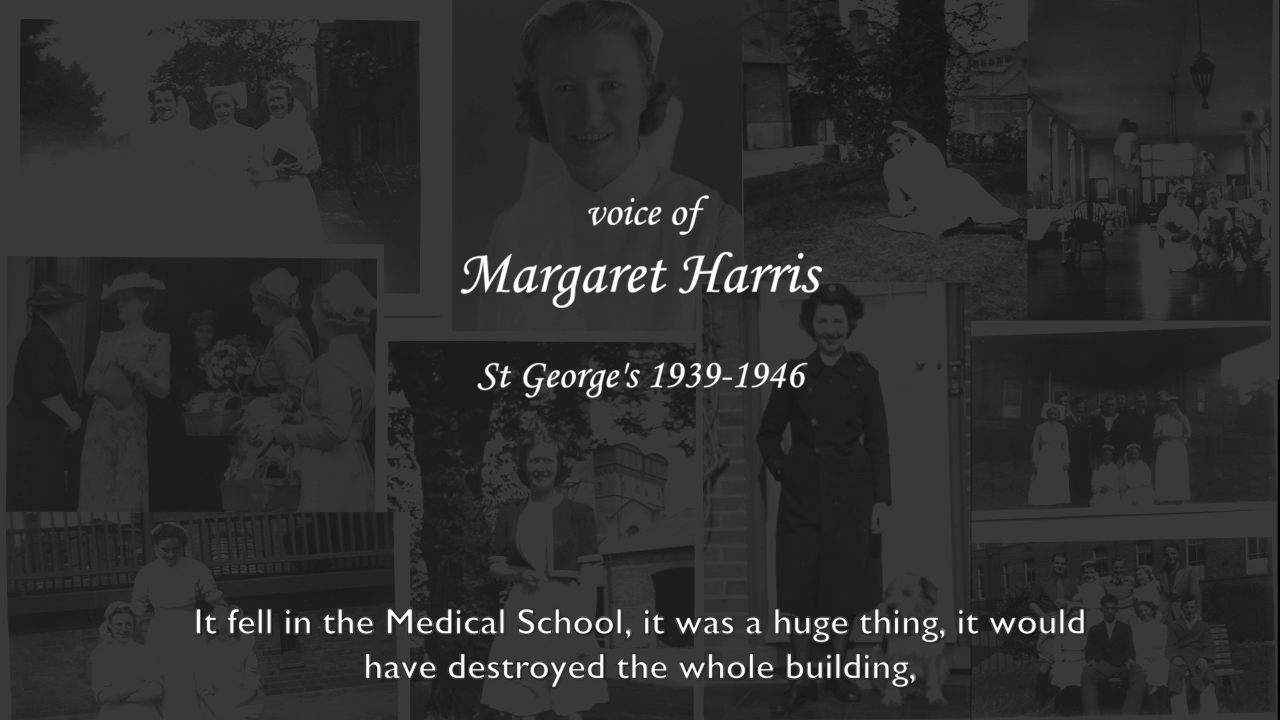 voice of
Margaret Harris
St George's 1939-1946
It fell in the Medical School, it was a huge thing, it would
have destroyed the whole building,